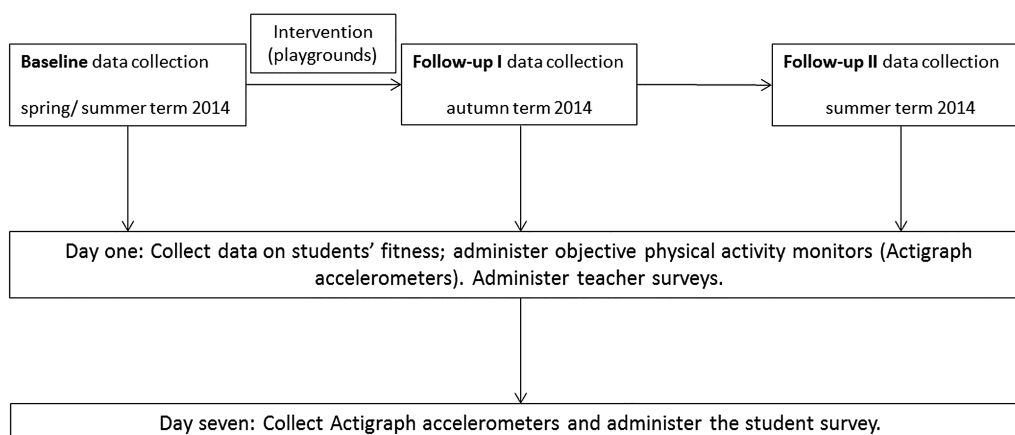 Intervention
(playgrounds)
Baseline data collection
spring/ summer term 2014
Follow-up I data collection
autumn term 2014
Follow-up II data collection
summer term 2014
Day one: Collect data on students’ fitness; administer objective physical activity monitors (Actigraph
accelerometers). Administer teacher surveys.
Day seven: Collect Actigraph accelerometers and administer the student survey.